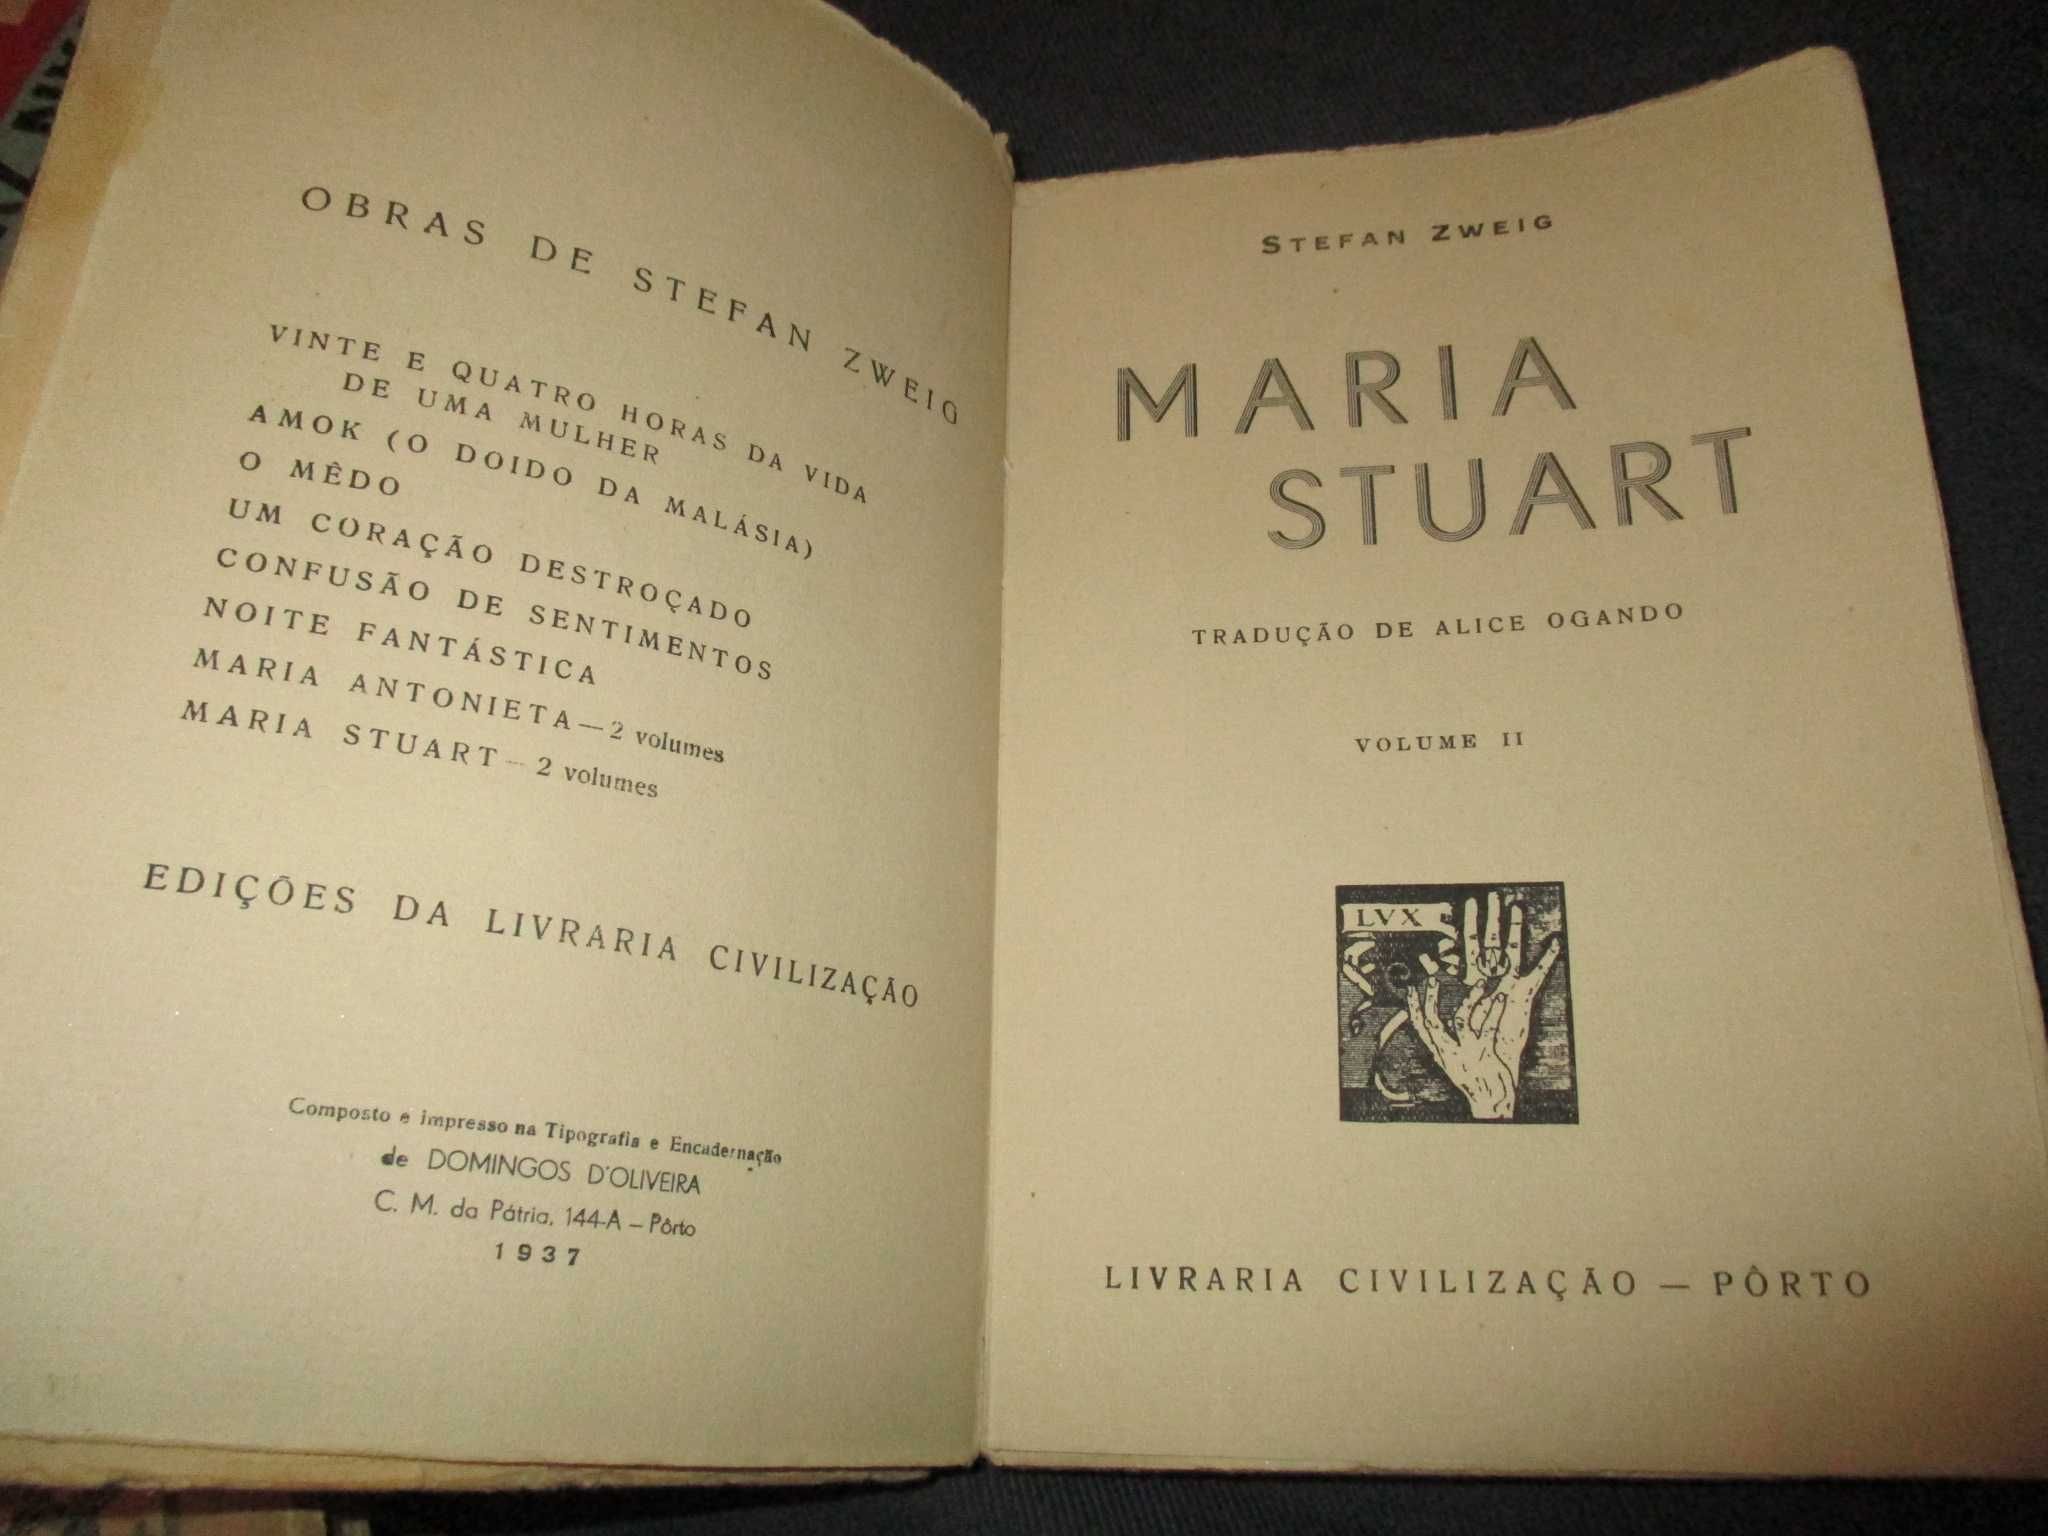 OBRAS DE STEFAN ZWEIG
VINTE E QUATRO HORAS DA VIDA
DE UMA MULHER
AMOK (O DOIDO DA MALÁSIA)
O MÊDO
UM CORAÇÃO DESTROÇADO
CONFUSÃO DE SENTIMENTOS
NOITE FANTÁSTICA
MARIA ANTONIETA — 2 volumes
MARIA STUART — 2 volumes
EDIÇÕES DA LIVRARIA CIVILIZAÇÃO
Composto e impresso na Tipografia e Encadernação
de DOMINGOS D'OLIVEIRA
C. M. da Pátria, 144-A — Pôrto
1937
STEFAN ZWEIG
MARIA
STUART
TRADUÇÃO DE ALICE OGANDO
VOLUME II
LVX
LIVRARIA CIVILIZAÇÃO — PÔRTO